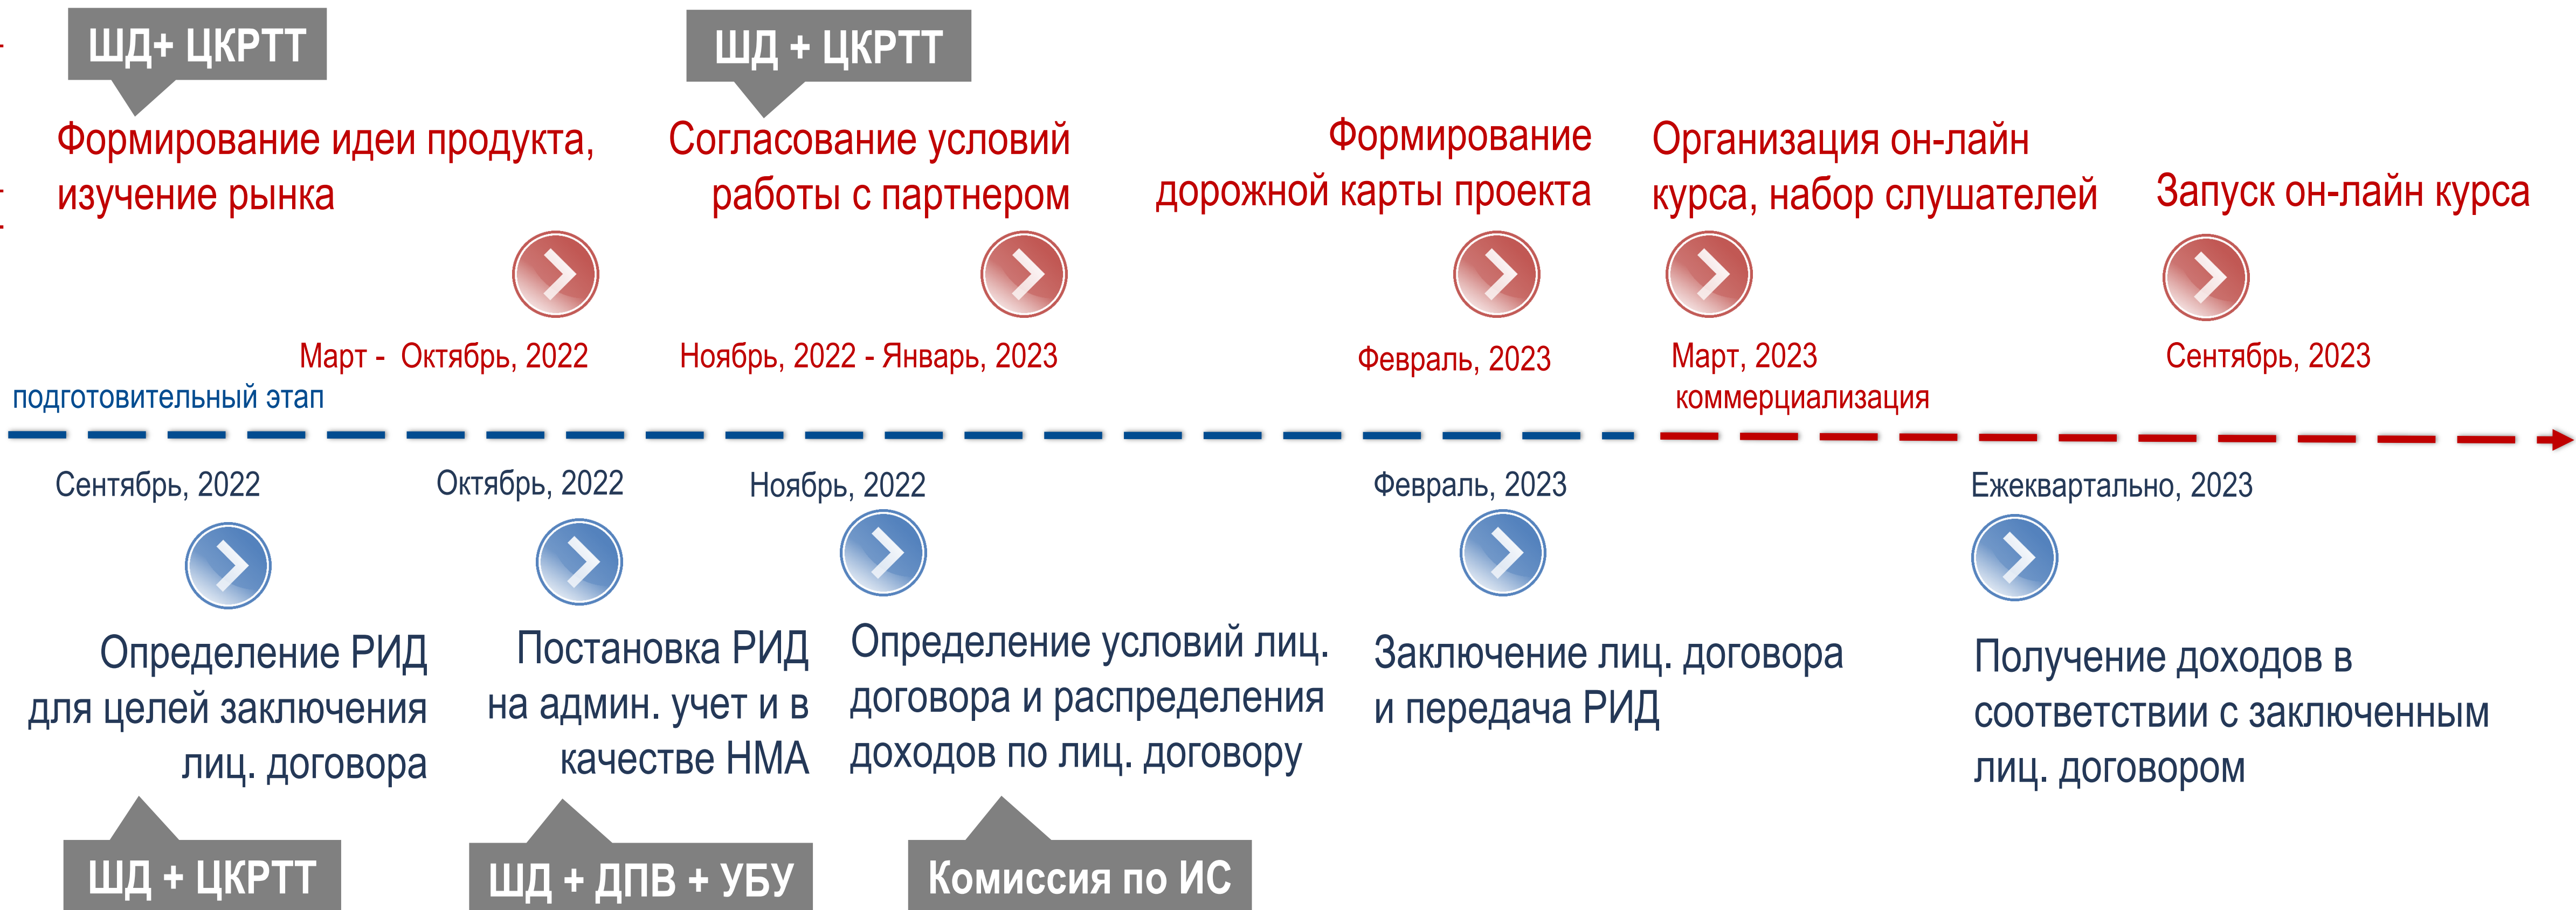 ШД+ ЦКРТТ
ШД + ЦКРТТ
Формирование идеи продукта,
изучение рынка
Согласование условий
работы с партнером
Формирование
дорожной карты проекта
Организация он-лайн
курса, набор слушателей
Запуск он-лайн курса
Март - Октябрь, 2022
Ноябрь, 2022 - Январь, 2023
Февраль, 2023
Март, 2023
Сентябрь, 2023
подготовительный этап
коммерциализация
Сентябрь, 2022
Октябрь, 2022
Ноябрь, 2022
Февраль, 2023
Ежеквартально, 2023
Определение РИД
для целей заключения
лиц. договора
Постановка РИД
на админ. учет и в
качестве НМА
Определение условий лиц.
договора и распределения
доходов по лиц. договору
Заключение лиц. договора
и передача РИД
Получение доходов в
соответствии с заключенным
лиц. договором
ШД + ЦКРТТ
ШД + ДПВ + УБУ
Комиссия по ИС